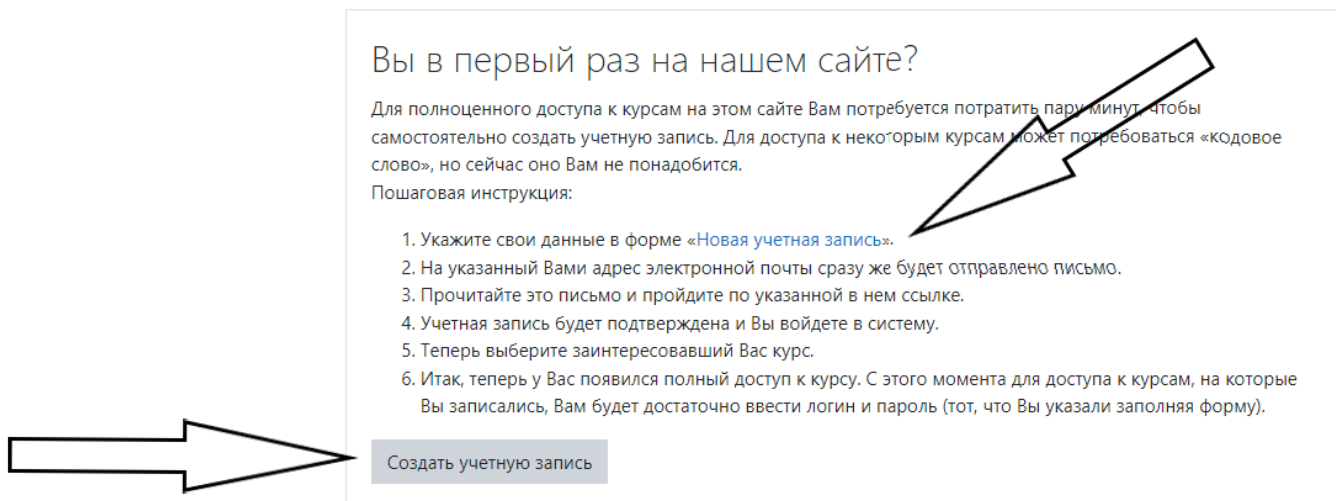 Вы в первый раз на нашем сайте?
Для полноценного доступа к курсам на этом сайте Вам потребуется потратить пару минут, чтобы
самостоятельно создать учетную запись. Для доступа к некоторым курсам может потребоваться «кодовое
слово», но сейчас оно Вам не понадобится.
Пошаговая инструкция:
1. Укажите свои данные в форме «Новая учетная запись».
2. На указанный Вами адрес электронной почты сразу же будет отправлено письмо.
3. Прочитайте это письмо и пройдите по указанной в нем ссылке.
4. Учетная запись будет подтверждена и Вы войдете в систему.
5. Теперь выберите заинтересовавший Вас курс.
6. Итак, теперь у Вас появился полный доступ к курсу. С этого момента для доступа к курсам, на которые
Вы записались, Вам будет достаточно ввести логин и пароль (тот, что Вы указали заполняя форму).
Создать учетную запись